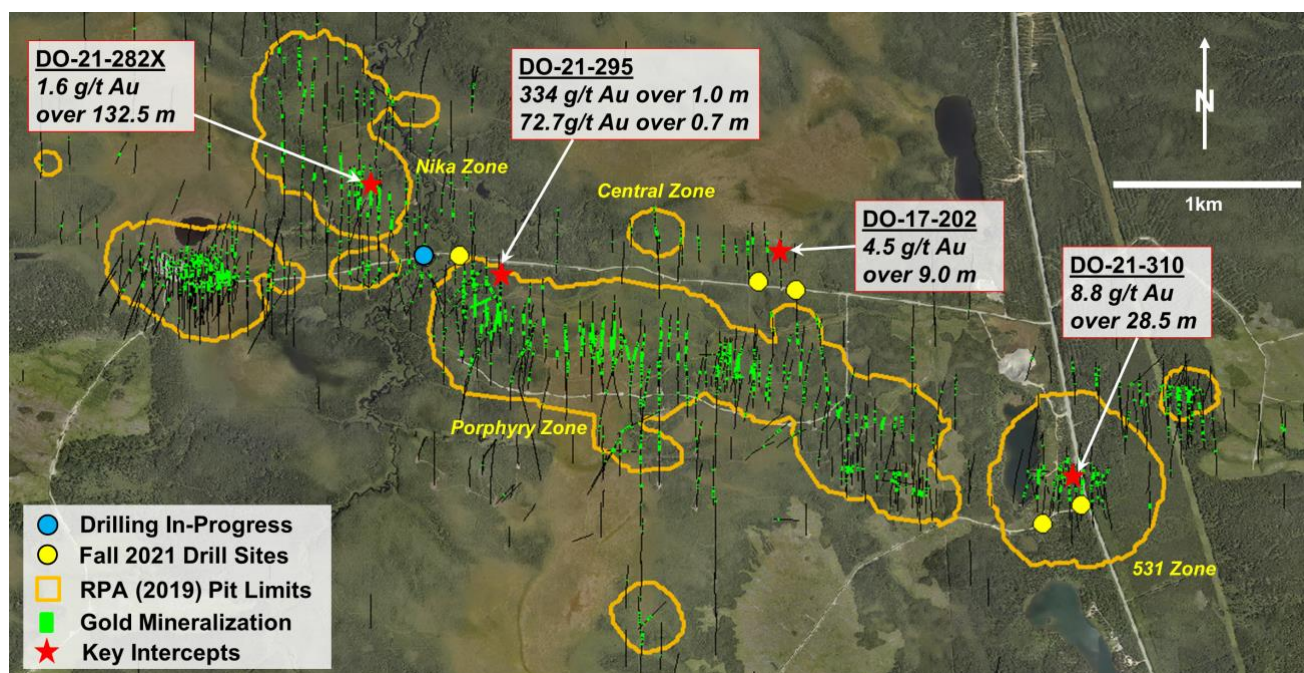 DO-21-282X
1.6 g/t Au
over 132.5 m
DO-21-295
334 g/t Au over 1.0 m
72.7g/t Au over 0.7 m
N
1km
Nika Zone
Central Zone
DO-17-202
4.5 g/t Au
over 9.0 m
DO-21-310
8.8 g/t Au
over 28.5 m
Porphyry Zone
531 Zone
Drilling In-Progress
Fall 2021 Drill Sites
RPA (2019) Pit Limits
Gold Mineralization
Key Intercepts